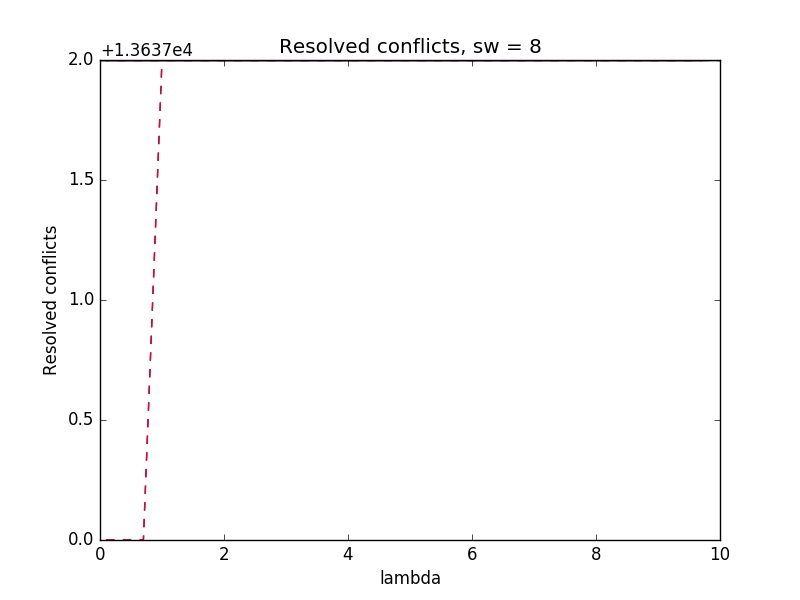 Resolved conflicts, sw = 8
+1.3637e4
2.0
1.5
1.0
0.5
0.0
Resolved conflicts
0 2 4 6 8 10
lambda